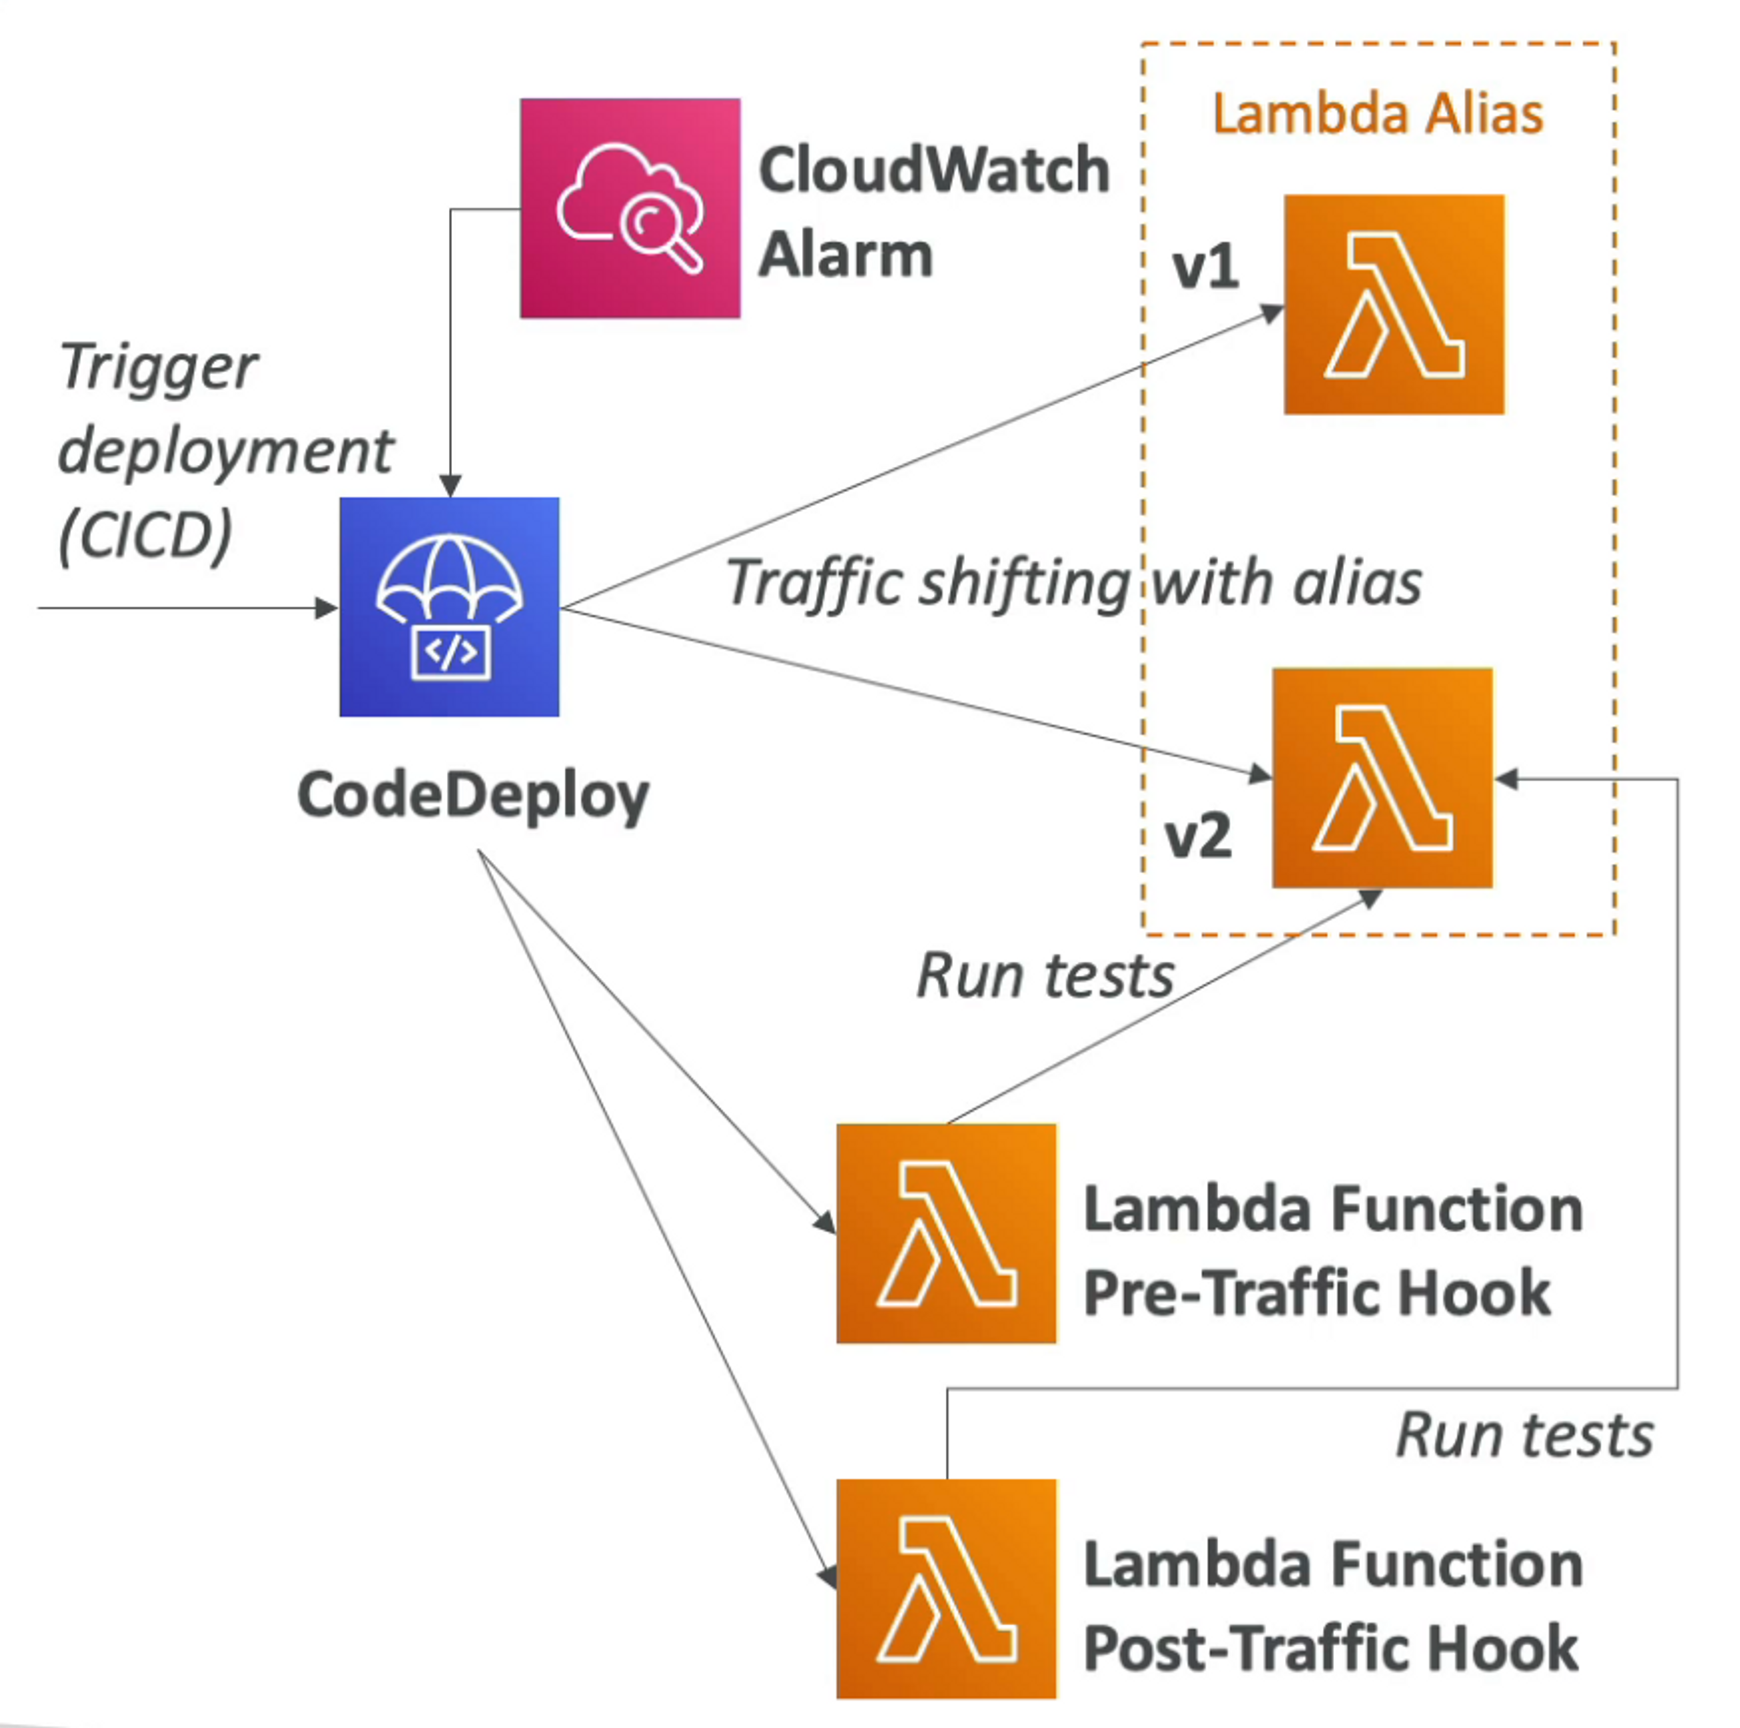 Lambda Alias
CloudWatch
Alarm
v1
Trigger
deployment
(CICD)
Traffic shifting with alias
</>
CodeDeploy
v2
Run tests
Lambda Function
Pre-Traffic Hook
Run tests
Lambda Function
Post-Traffic Hook